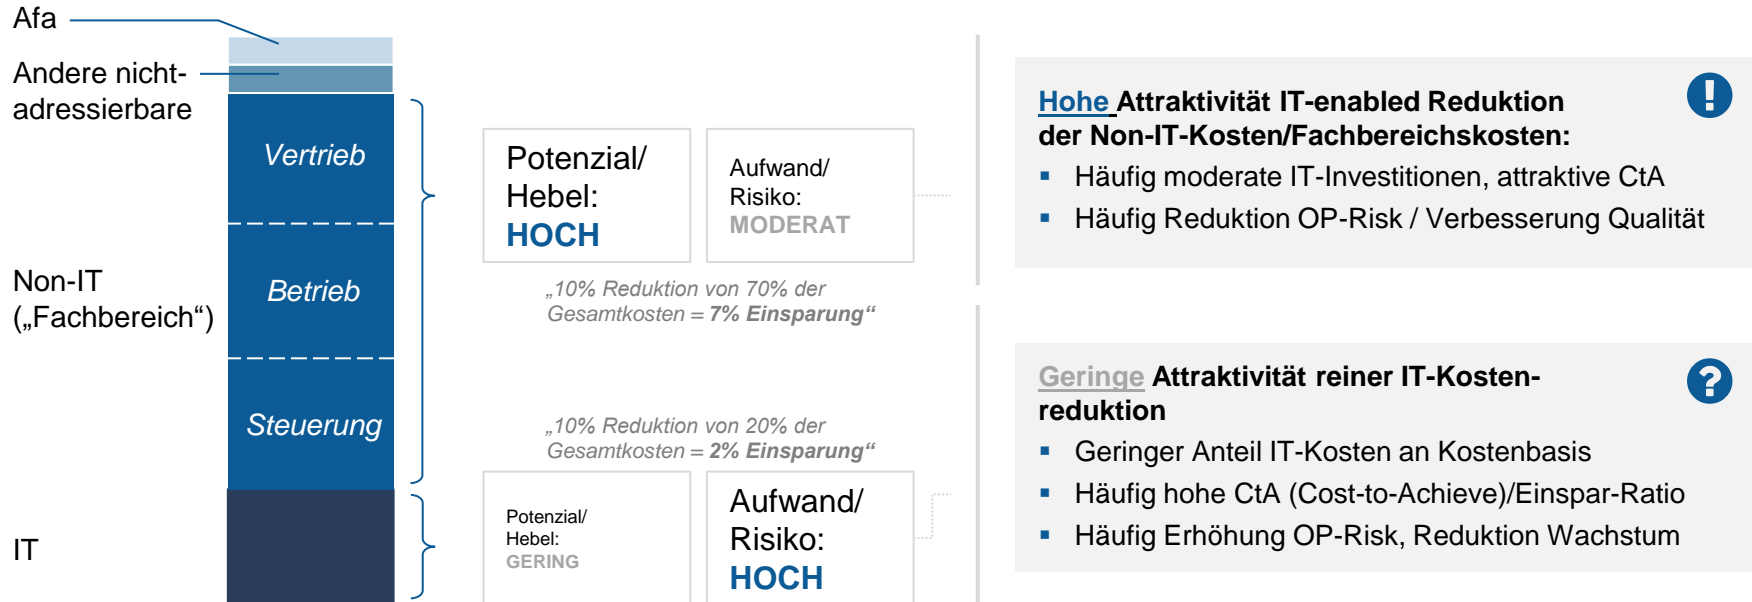 Afa
Andere nicht-
adressierbare
Non-IT
(„Fachbereich“)
IT
Vertrieb
Betrieb
Steuerung
Potenzial/
Hebel:
HOCH
Aufwand/
Risiko:
MODERAT
„10% Reduktion von 70% der
Gesamtkosten = 7% Einsparung“
„10% Reduktion von 20% der
Gesamtkosten = 2% Einsparung“
Potenzial/
Hebel:
GERING
Aufwand/
Risiko:
HOCH
Hohe Attraktivität IT-enabled Reduktion
der Non-IT-Kosten/Fachbereichskosten:
▪ Häufig moderate IT-Investitionen, attraktive CtA
▪ Häufig Reduktion OP-Risk / Verbesserung Qualität
!
Geringe Attraktivität reiner IT-Kosten-
reduktion
▪ Geringer Anteil IT-Kosten an Kostenbasis
▪ Häufig hohe CtA (Cost-to-Achieve)/Einspar-Ratio
▪ Häufig Erhöhung OP-Risk, Reduktion Wachstum
?